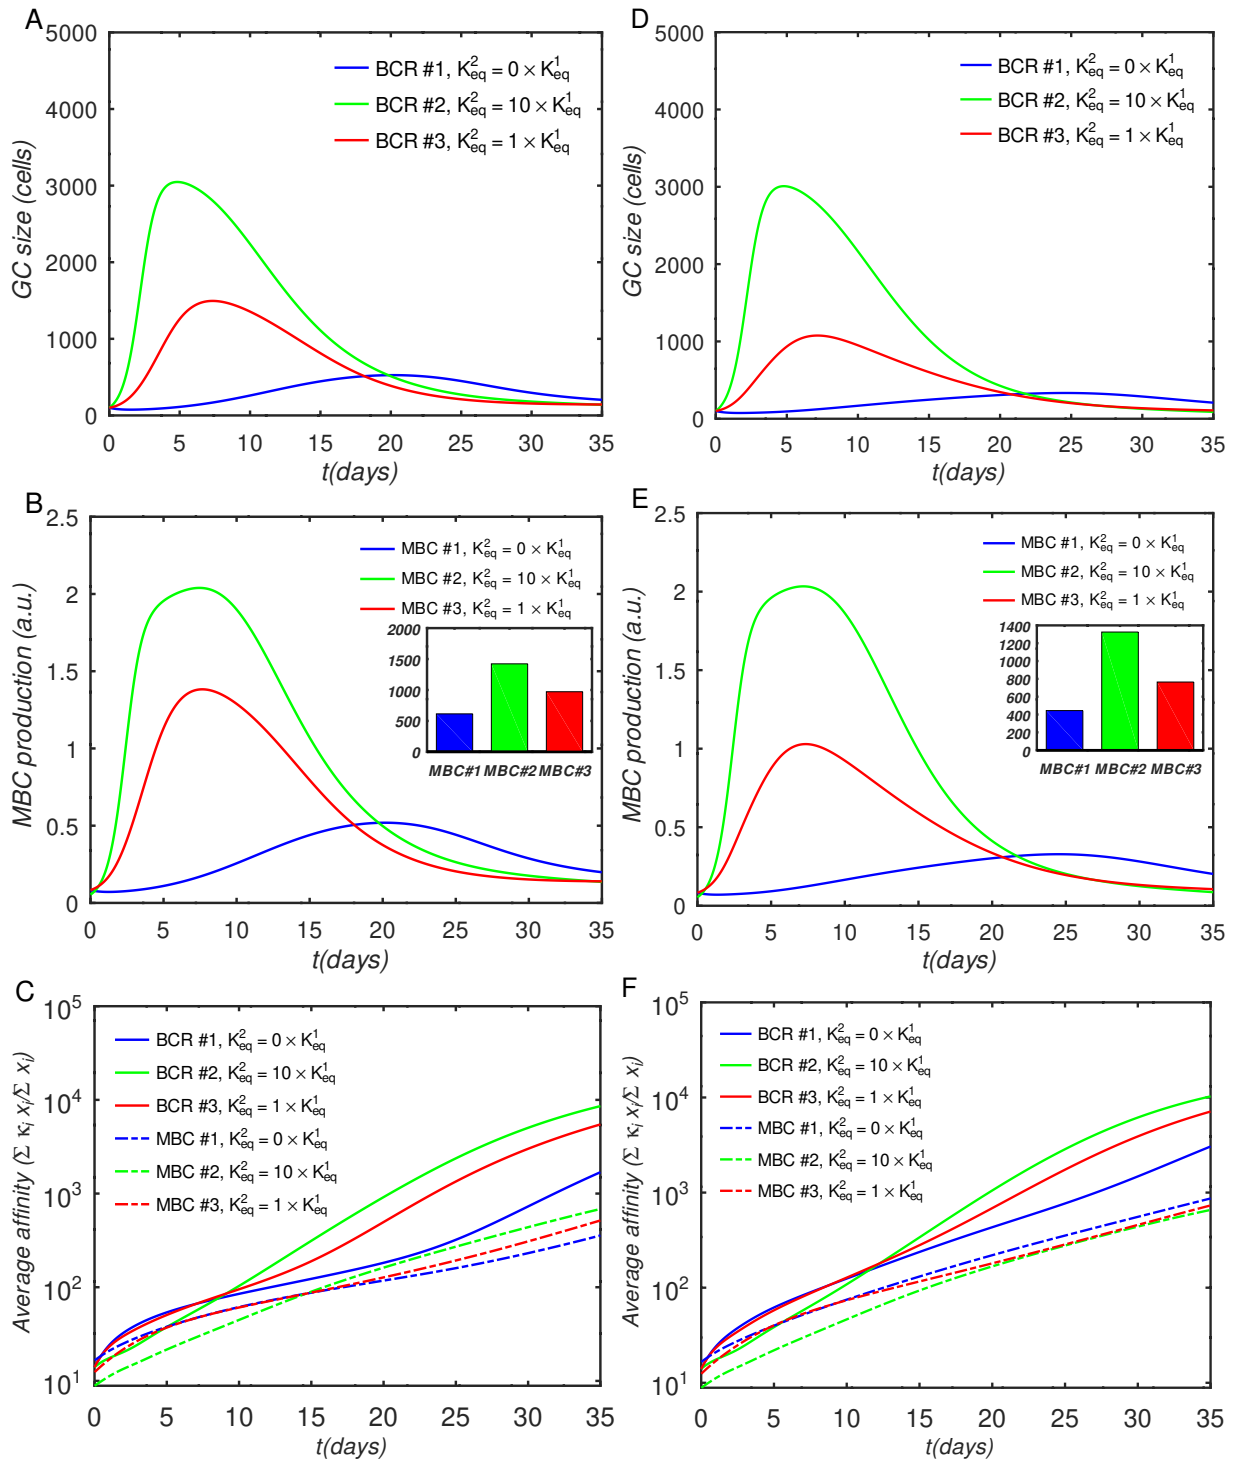 A
5000
4000
3000
2000
1000
0
GC size (cells)
BCR #1, K²eq = 0 × K¹eq
BCR #2, K²eq = 10 × K¹eq
BCR #3, K²eq = 1 × K¹eq
0 5 10 15 20 25 30 35
t(days)
D
5000
4000
3000
2000
1000
0
GC size (cells)
BCR #1, K²eq = 0 × K¹eq
BCR #2, K²eq = 10 × K¹eq
BCR #3, K²eq = 1 × K¹eq
0 5 10 15 20 25 30 35
t(days)
B
2.5
2
1.5
1
0.5
0
MBC production (a.u.)
MBC #1, K²eq = 0 × K¹eq
MBC #2, K²eq = 10 × K¹eq
MBC #3, K²eq = 1 × K¹eq
2000
1500
1000
500
0
MBC#1 MBC#2 MBC#3
0 5 10 15 20 25 30 35
t(days)
E
2.5
2
1.5
1
0.5
0
MBC production (a.u.)
MBC #1, K²eq = 0 × K¹eq
MBC #2, K²eq = 10 × K¹eq
MBC #3, K²eq = 1 × K¹eq
1400
1200
1000
800
600
400
200
0
MBC#1 MBC#2 MBC#3
0 5 10 15 20 25 30 35
t(days)
C
10⁵
10⁴
10³
10²
10¹
Average affinity (Σ κᵢ xᵢ/Σ xᵢ)
BCR #1, K²eq = 0 × K¹eq
BCR #2, K²eq = 10 × K¹eq
BCR #3, K²eq = 1 × K¹eq
MBC #1, K²eq = 0 × K¹eq
MBC #2, K²eq = 10 × K¹eq
MBC #3, K²eq = 1 × K¹eq
0 5 10 15 20 25 30 35
t(days)
F
10⁵
10⁴
10³
10²
10¹
Average affinity (Σ κᵢ xᵢ/Σ xᵢ)
BCR #1, K²eq = 0 × K¹eq
BCR #2, K²eq = 10 × K¹eq
BCR #3, K²eq = 1 × K¹eq
MBC #1, K²eq = 0 × K¹eq
MBC #2, K²eq = 10 × K¹eq
MBC #3, K²eq = 1 × K¹eq
0 5 10 15 20 25 30 35
t(days)